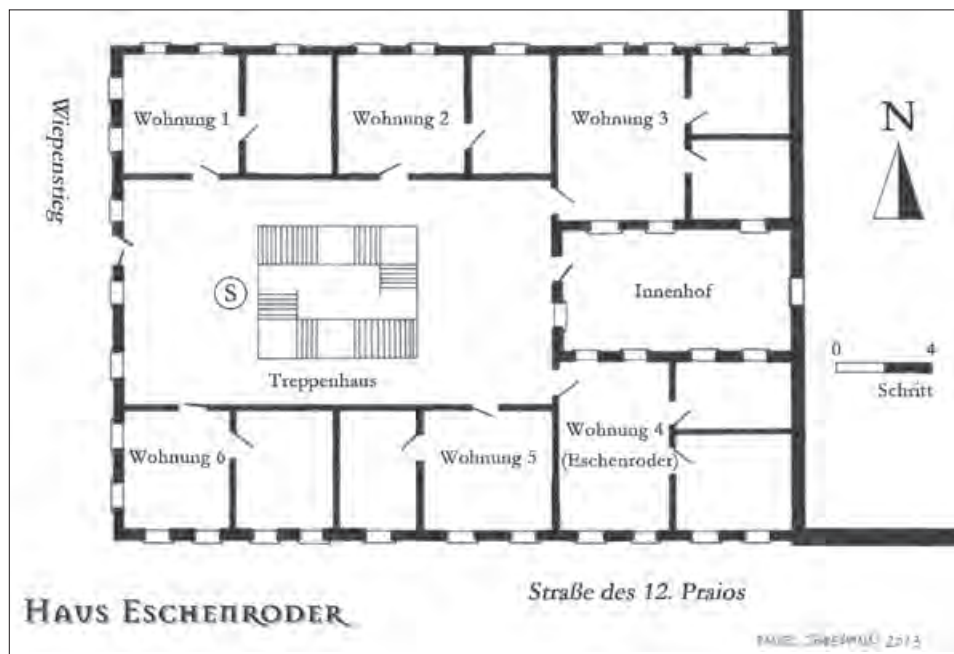 Wohnung 1
Wohnung 2
Wohnung 3
N
Wiepenstieg
Innenhof
S
0 4
Schritt
Treppenhaus
Wohnung 6
Wohnung 5
Wohnung 4
(Eschenroder)
Straße des 12. Praios
Haus Eschenroder
2013